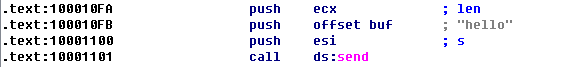 .text:100010FA push ecx ; len
.text:100010FB push offset buf ; "hello"
.text:10001100 push esi ; s
.text:10001101 call ds:send